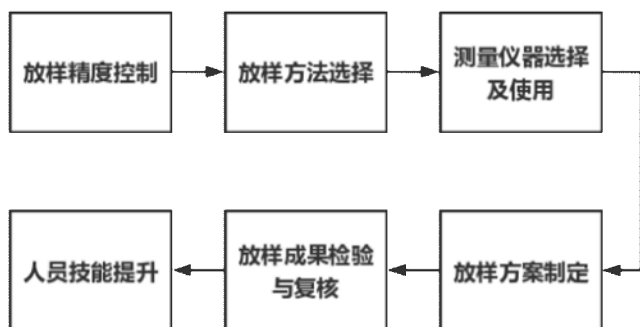 放样精度控制
放样方法选择
测量仪器选择
及使用
放样方案制定
放样成果检验
与复核
人员技能提升